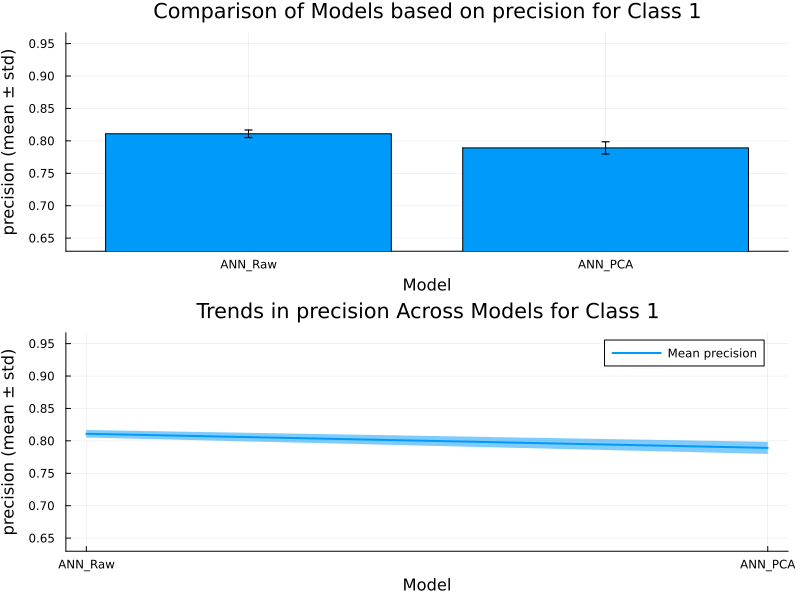 Comparison of Models based on precision for Class 1
precision (mean ± std)
0.95
0.90
0.85
0.80
0.75
0.70
0.65
ANN_Raw
ANN_PCA
Model
Trends in precision Across Models for Class 1
precision (mean ± std)
0.95
0.90
0.85
0.80
0.75
0.70
0.65
Mean precision
ANN_Raw
ANN_PCA
Model